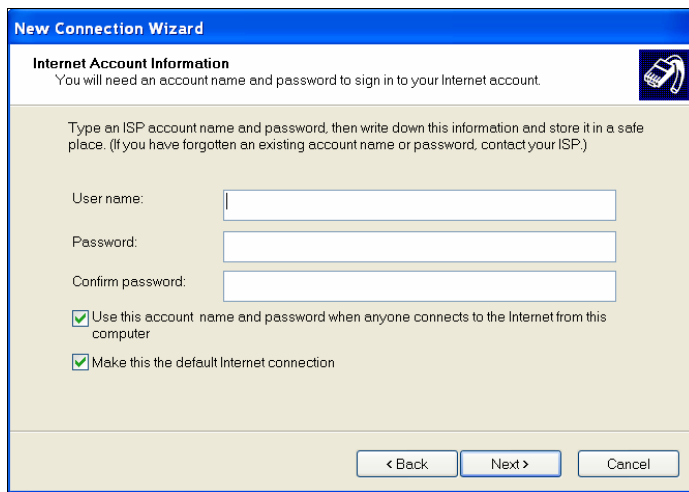 New Connection Wizard
Internet Account Information
You will need an account name and password to sign in to your Internet account.
Type an ISP account name and password, then write down this information and store it in a safe
place. (If you have forgotten an existing account name or password, contact your ISP.)
User name:
Password:
Confirm password:
Use this account name and password when anyone connects to the Internet from this
computer
Make this the default Internet connection
< Back Next > Cancel